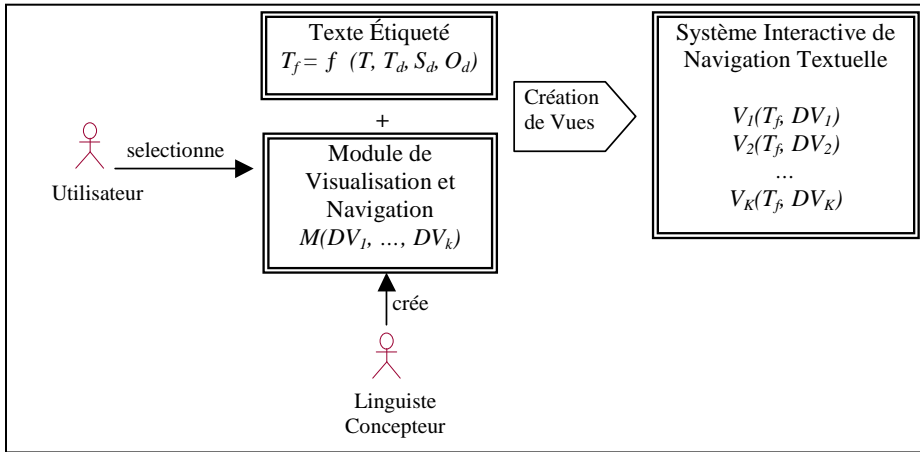 Texte Étiqueté
T_f = f (T, T_d, S_d, O_d)
+
Module de
Visualisation et
Navigation
M(DV_1, ..., DV_k)
Utilisateur
selectionne
crée
Linguiste
Concepteur
Création
de Vues
Système Interactive de
Navigation Textuelle
V_1(T_f, DV_1)
V_2(T_f, DV_2)
...
V_K(T_f, DV_K)